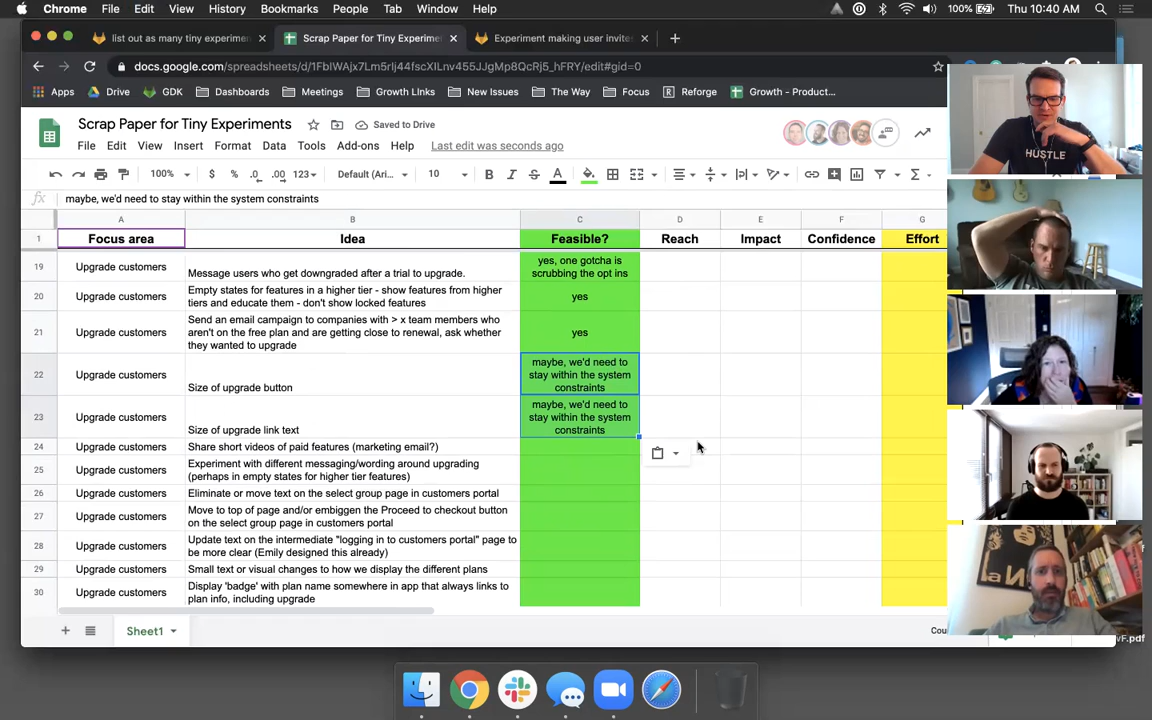 Chrome File Edit View History Bookmarks People Tab Window Help 100% Thu 10:40 AM
list out as many tiny experimen
Scrap Paper for Tiny Experime
Experiment making user invites
docs.google.com/spreadsheets/d/
/edit#gid=0
Apps Drive GDK Dashboards Meetings Growth LInks New Issues The Way Focus Reforge Growth - Product...
Scrap Paper for Tiny Experiments Saved to Drive
File Edit View Insert Format Data Tools Add-ons Help Last edit was seconds ago
100% $ % .0 .00 123 Default (Ari... 10 B I S A
fx maybe, we'd need to stay within the system constraints
A B C D E F G
1 Focus area Idea Feasible? Reach Impact Confidence Effort
19 Upgrade customers Message users who get downgraded after a trial to upgrade. yes, one gotcha is
scrubbing the opt ins
20 Upgrade customers Empty states for features in a higher tier - show features from higher
tiers and educate them - don't show locked features yes
21 Upgrade customers Send an email campaign to companies with > x team members who
aren't on the free plan and are getting close to renewal, ask whether
they wanted to upgrade yes
22 Upgrade customers Size of upgrade button maybe, we'd need to
stay within the system
constraints
23 Upgrade customers Size of upgrade link text maybe, we'd need to
stay within the system
constraints
24 Upgrade customers Share short videos of paid features (marketing email?)
25 Upgrade customers Experiment with different messaging/wording around upgrading
(perhaps in empty states for higher tier features)
26 Upgrade customers Eliminate or move text on the select group page in customers portal
27 Upgrade customers Move to top of page and/or embiggen the Proceed to checkout button
on the select group page in customers portal
28 Upgrade customers Update text on the intermediate "logging in to customers portal" page to
be more clear (Emily designed this already)
29 Upgrade customers Small text or visual changes to how we display the different plans
30 Upgrade customers Display 'badge' with plan name somewhere in app that always links to
plan info, including upgrade
Sheet1
Cou
vF.pdf
HUSTLE